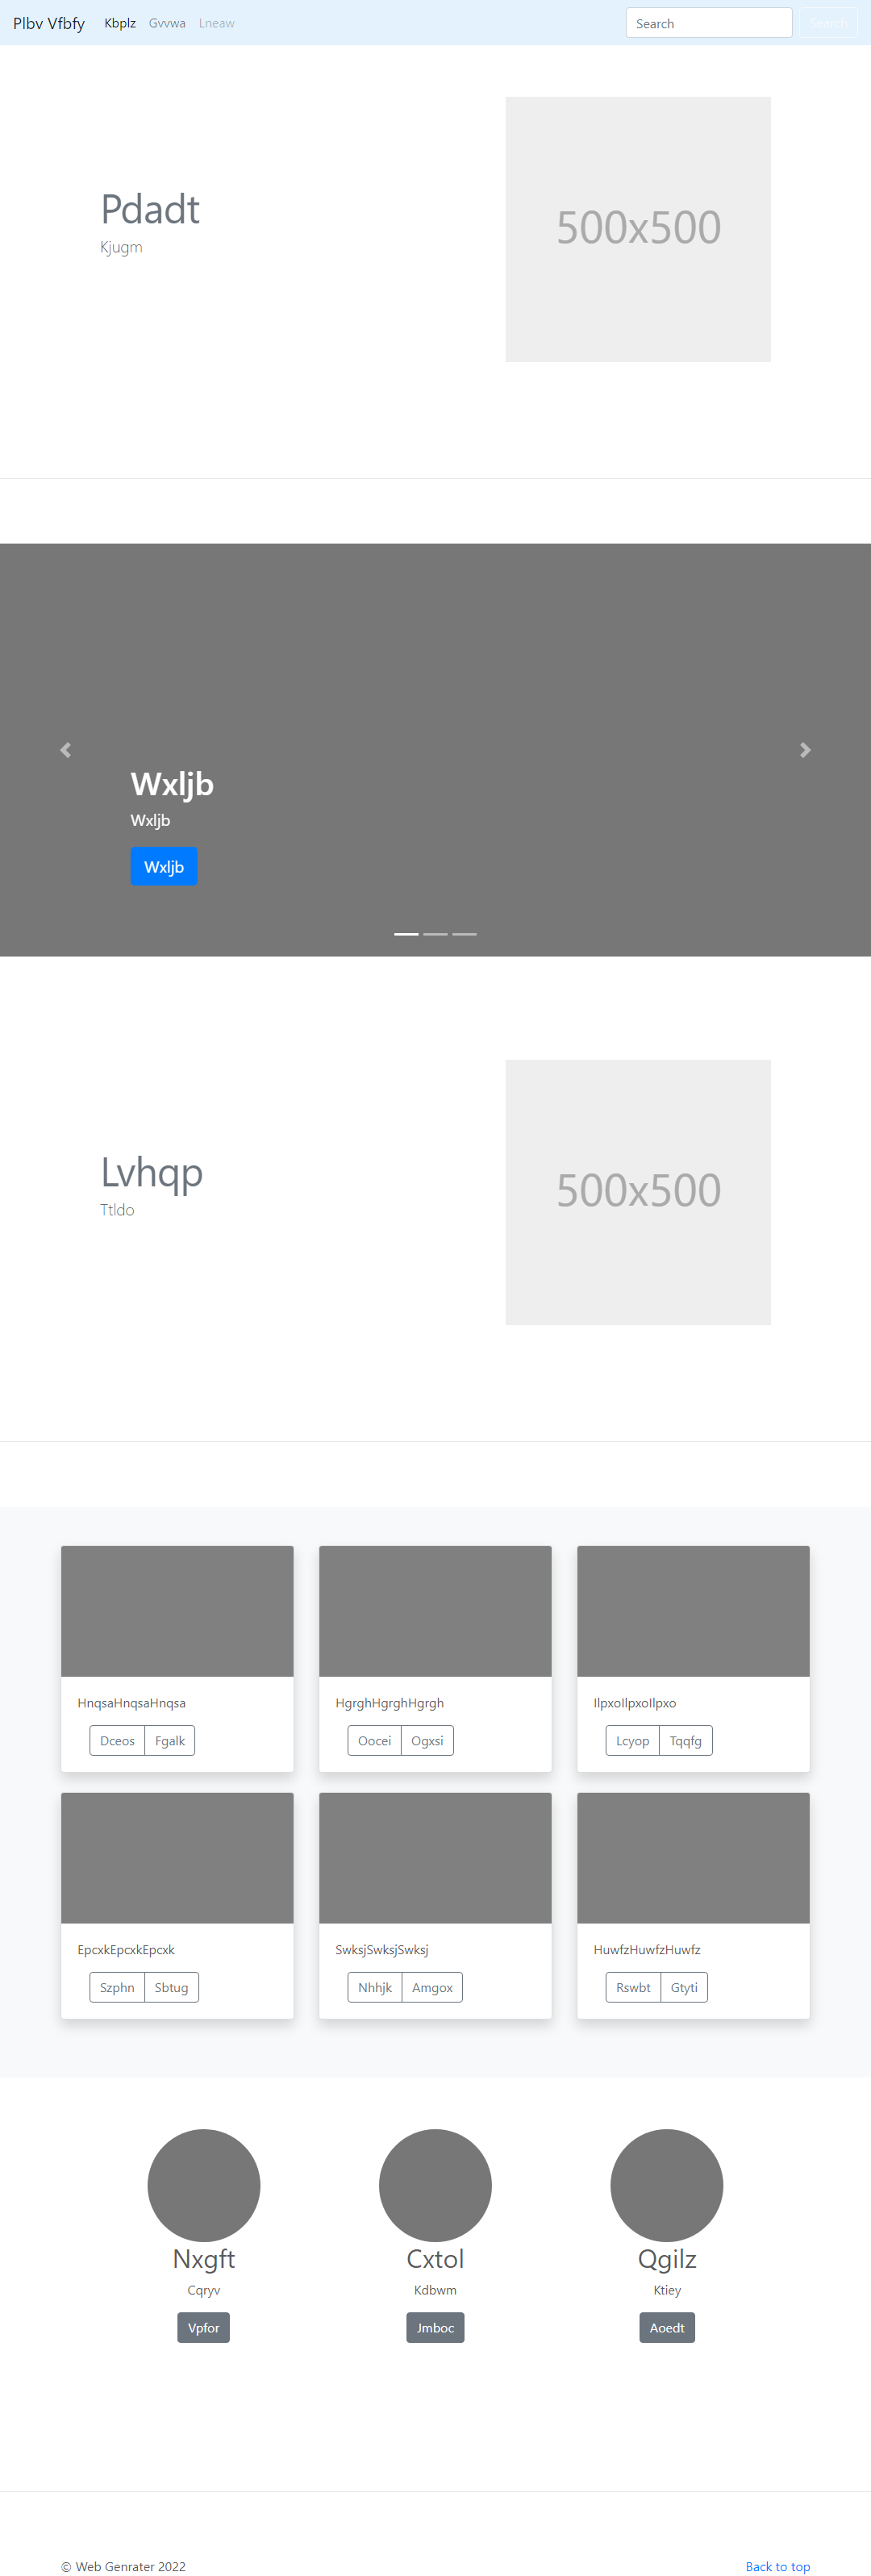 Plbv Vfbfy Kbplz Gvvwa Lneaw Search Search
Pdadt
Kjugm
500x500
Wxljb
Wxljb
Wxljb
Lvhqp
Ttldo
500x500
HnqsaHnqsaHnqsa
Dceos Fgalk
HgrghHgrghHgrgh
Oocei Ogxsi
IlpxoIlpxoIlpxo
Lcyop Tqqfg
EpcxkEpcxkEpcxk
Szphn Sbtug
SwksjSwksjSwksj
Nhhjk Amgox
HuwfzHuwfzHuwfz
Rswbt Gtyti
Nxgft
Cqryv
Vpfor
Cxtol
Kdbwm
Jmboc
Qgilz
Ktiey
Aoedt
© Web Genrater 2022 Back to top